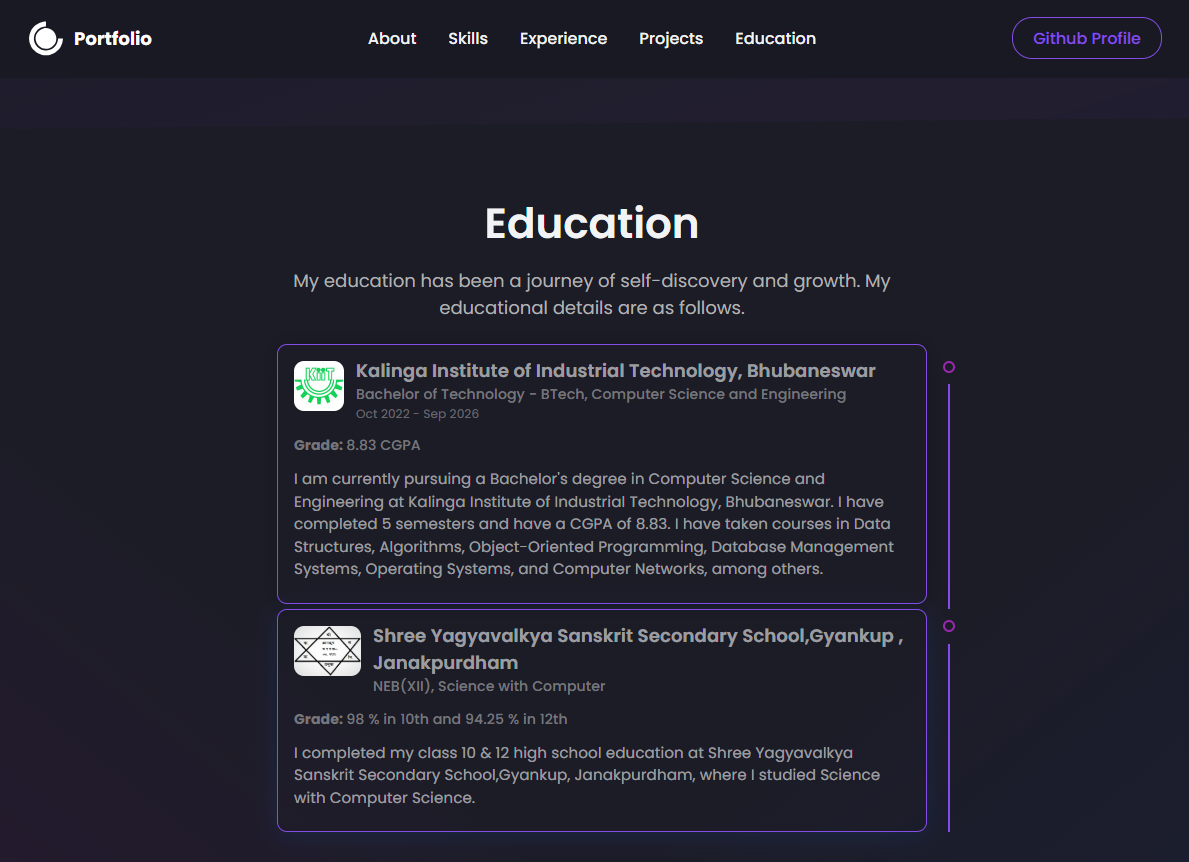 Portfolio
About Skills Experience Projects Education
Github Profile
Education
My education has been a journey of self-discovery and growth. My
educational details are as follows.
KiiT
Kalinga Institute of Industrial Technology, Bhubaneswar
Bachelor of Technology - BTech, Computer Science and Engineering
Oct 2022 - Sep 2026
Grade: 8.83 CGPA
I am currently pursuing a Bachelor's degree in Computer Science and
Engineering at Kalinga Institute of Industrial Technology, Bhubaneswar. I have
completed 5 semesters and have a CGPA of 8.83. I have taken courses in Data
Structures, Algorithms, Object-Oriented Programming, Database Management
Systems, Operating Systems, and Computer Networks, among others.
Shree Yagyavalkya Sanskrit Secondary School,Gyankup ,
Janakpurdham
NEB(XII), Science with Computer
Grade: 98 % in 10th and 94.25 % in 12th
I completed my class 10 & 12 high school education at Shree Yagyavalkya
Sanskrit Secondary School,Gyankup, Janakpurdham, where I studied Science
with Computer Science.